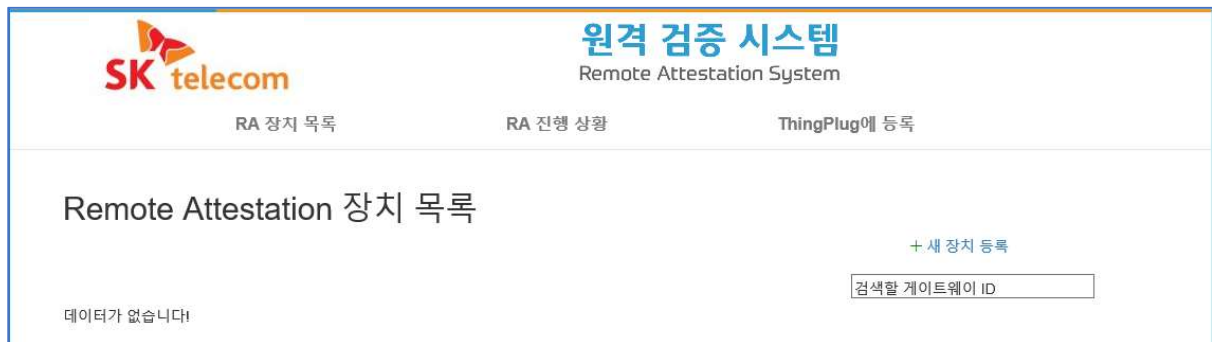 SK telecom
원격 검증 시스템
Remote Attestation System
RA 장치 목록
RA 진행 상황
ThingPlug에 등록
Remote Attestation 장치 목록
+ 새 장치 등록
검색할 게이트웨이 ID
데이터가 없습니다!